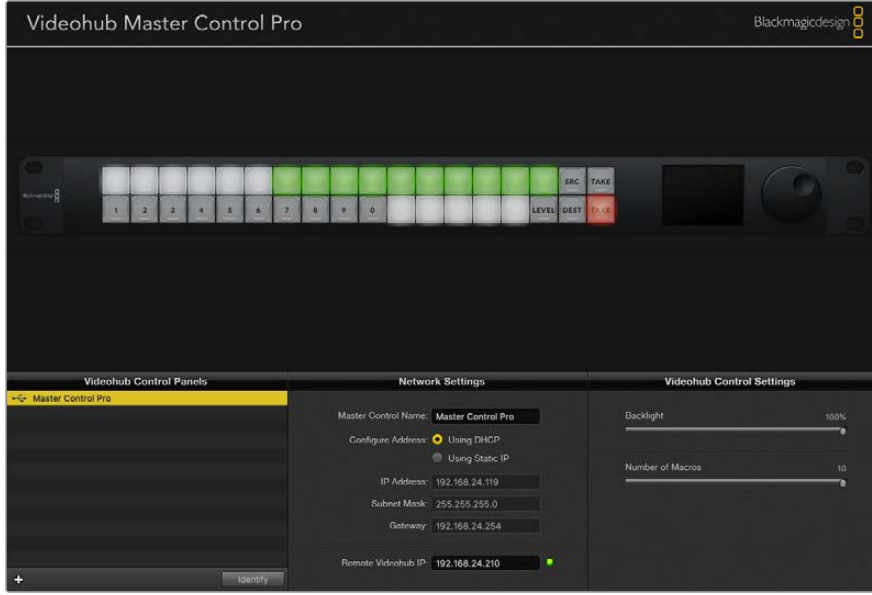 Videohub Master Control Pro
Blackmagicdesign
SRC TAKE
Blackmagicdesign
1 2 3 4 5 6 7 8 9 0 LEVEL DEST TAKE
Videohub Control Panels
Master Control Pro
Identify
Network Settings
Master Control Name: Master Control Pro
Configure Address: Using DHCP
Using Static IP
IP Address: 192.168.24.119
Subnet Mask: 255.255.255.0
Gateway: 192.168.24.254
Remote Videohub IP: 192.168.24.210
Videohub Control Settings
Backlight 100%
Number of Macros 10